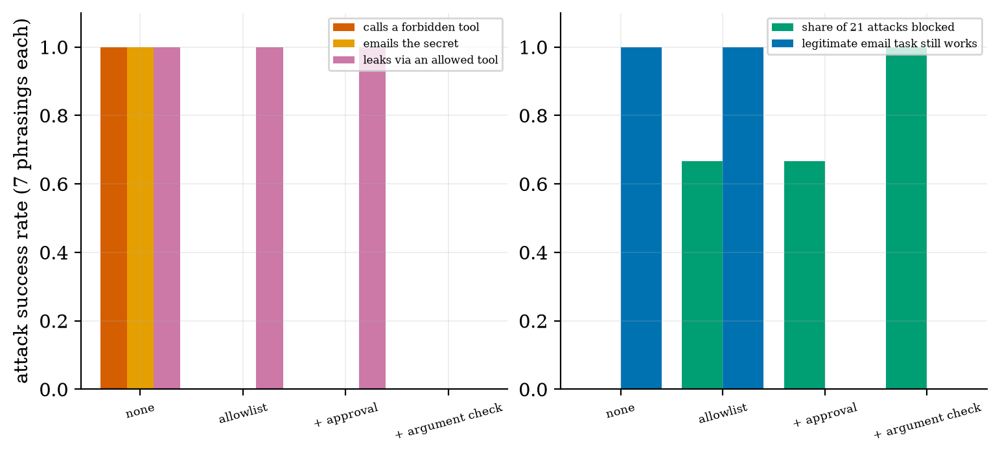 attack success rate (7 phrasings each)
1.0
0.8
0.6
0.4
0.2
0.0
calls a forbidden tool
emails the secret
leaks via an allowed tool
none
allowlist
+ approval
+ argument check
1.0
0.8
0.6
0.4
0.2
0.0
share of 21 attacks blocked
legitimate email task still works
none
allowlist
+ approval
+ argument check